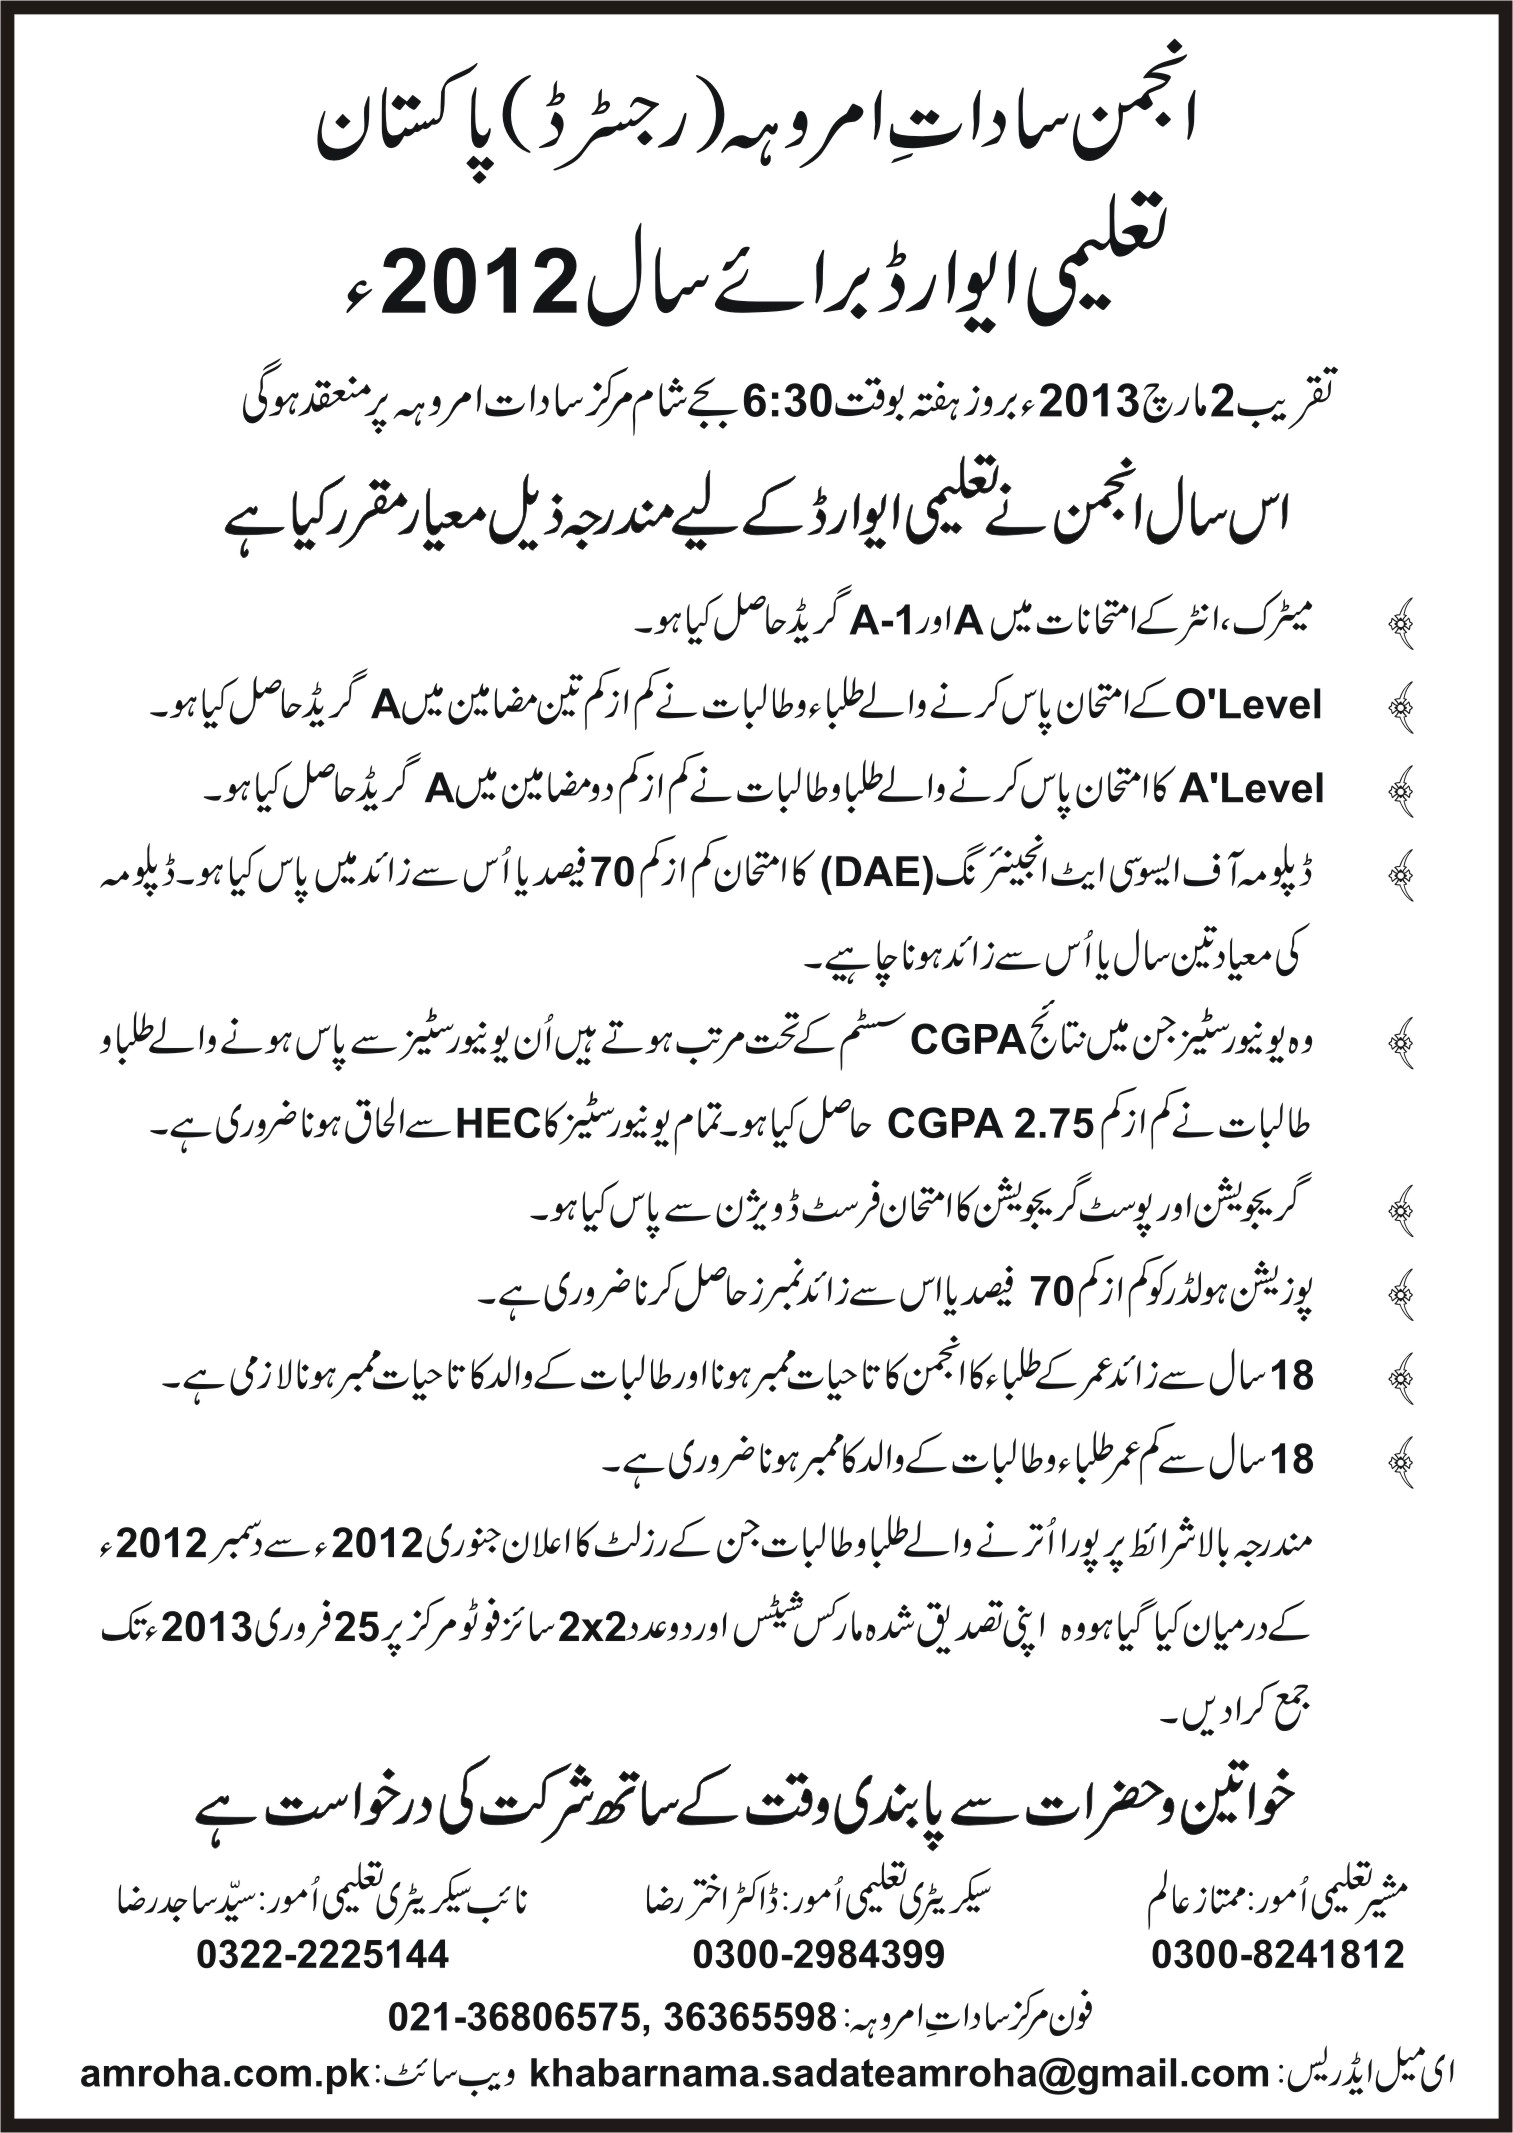 انجمن ساداتِ امروہہ (رجسٹرڈ) پاکستان
تعلیمی ایوارڈ برائے سال 2012ء
تقریب 2 مارچ 2013ء بروز ہفتہ بوقت 6:30 بجے شام مرکز سادات امروہہ پر منعقد ہوگی
اس سال انجمن نے تعلیمی ایوارڈ کے لیے مندرجہ ذیل معیار مقرر کیا ہے
میٹرک، انٹر کے امتحانات میں A اور A-1 گریڈ حاصل کیا ہو۔
O'Level کے امتحان پاس کرنے والے طلباء و طالبات نے کم از کم تین مضامین میں A گریڈ حاصل کیا ہو۔
A'Level کا امتحان پاس کرنے والے طلبا و طالبات نے کم از کم دو مضامین میں A گریڈ حاصل کیا ہو۔
ڈپلومہ آف ایسوسی ایٹ انجینئرنگ (DAE) کا امتحان کم از کم 70 فیصد یا اُس سے زائد میں پاس کیا ہو۔ ڈپلومہ
کی معیاد تین سال یا اُس سے زائد ہونا چاہیے۔
وہ یونیورسٹیز جن میں نتائج CGPA سسٹم کے تحت مرتب ہوتے ہیں اُن یونیورسٹیز سے پاس ہونے والے طلبا و
طالبات نے کم از کم CGPA 2.75 حاصل کیا ہو۔ تمام یونیورسٹیز کا HEC سے الحاق ہونا ضروری ہے۔
گریجویشن اور پوسٹ گریجویشن کا امتحان فرسٹ ڈویژن سے پاس کیا ہو۔
پوزیشن ہولڈر کو کم از کم 70 فیصد یا اس سے زائد نمبرز حاصل کرنا ضروری ہے۔
18 سال سے زائد عمر کے طلباء کا انجمن کا تاحیات ممبر ہونا اور طالبات کے والد کا تاحیات ممبر ہونا لازمی ہے۔
18 سال سے کم عمر طلباء و طالبات کے والد کا ممبر ہونا ضروری ہے۔
مندرجہ بالا شرائط پر پورا اُترنے والے طلبا و طالبات جن کے رزلٹ کا اعلان جنوری 2012ء سے دسمبر 2012ء
کے درمیان کیا گیا ہو وہ اپنی تصدیق شدہ مارکس شیٹس اور دو عدد 2x2 سائز فوٹو مرکز پر 25 فروری 2013ء تک
جمع کرادیں۔
خواتین و حضرات سے پابندی وقت کے ساتھ شرکت کی درخواست ہے
مشیر تعلیمی اُمور: ممتاز عالم
0300-8241812
سیکریٹری تعلیمی اُمور: ڈاکٹر اختر رضا
0300-2984399
نائب سیکریٹری تعلیمی اُمور: سیّد ساجد رضا
0322-2225144
فون مرکز ساداتِ امروہہ: 021-36806575, 36365598
ای میل ایڈریس: khabarnama.sadateamroha@gmail.com ویب سائٹ: amroha.com.pk